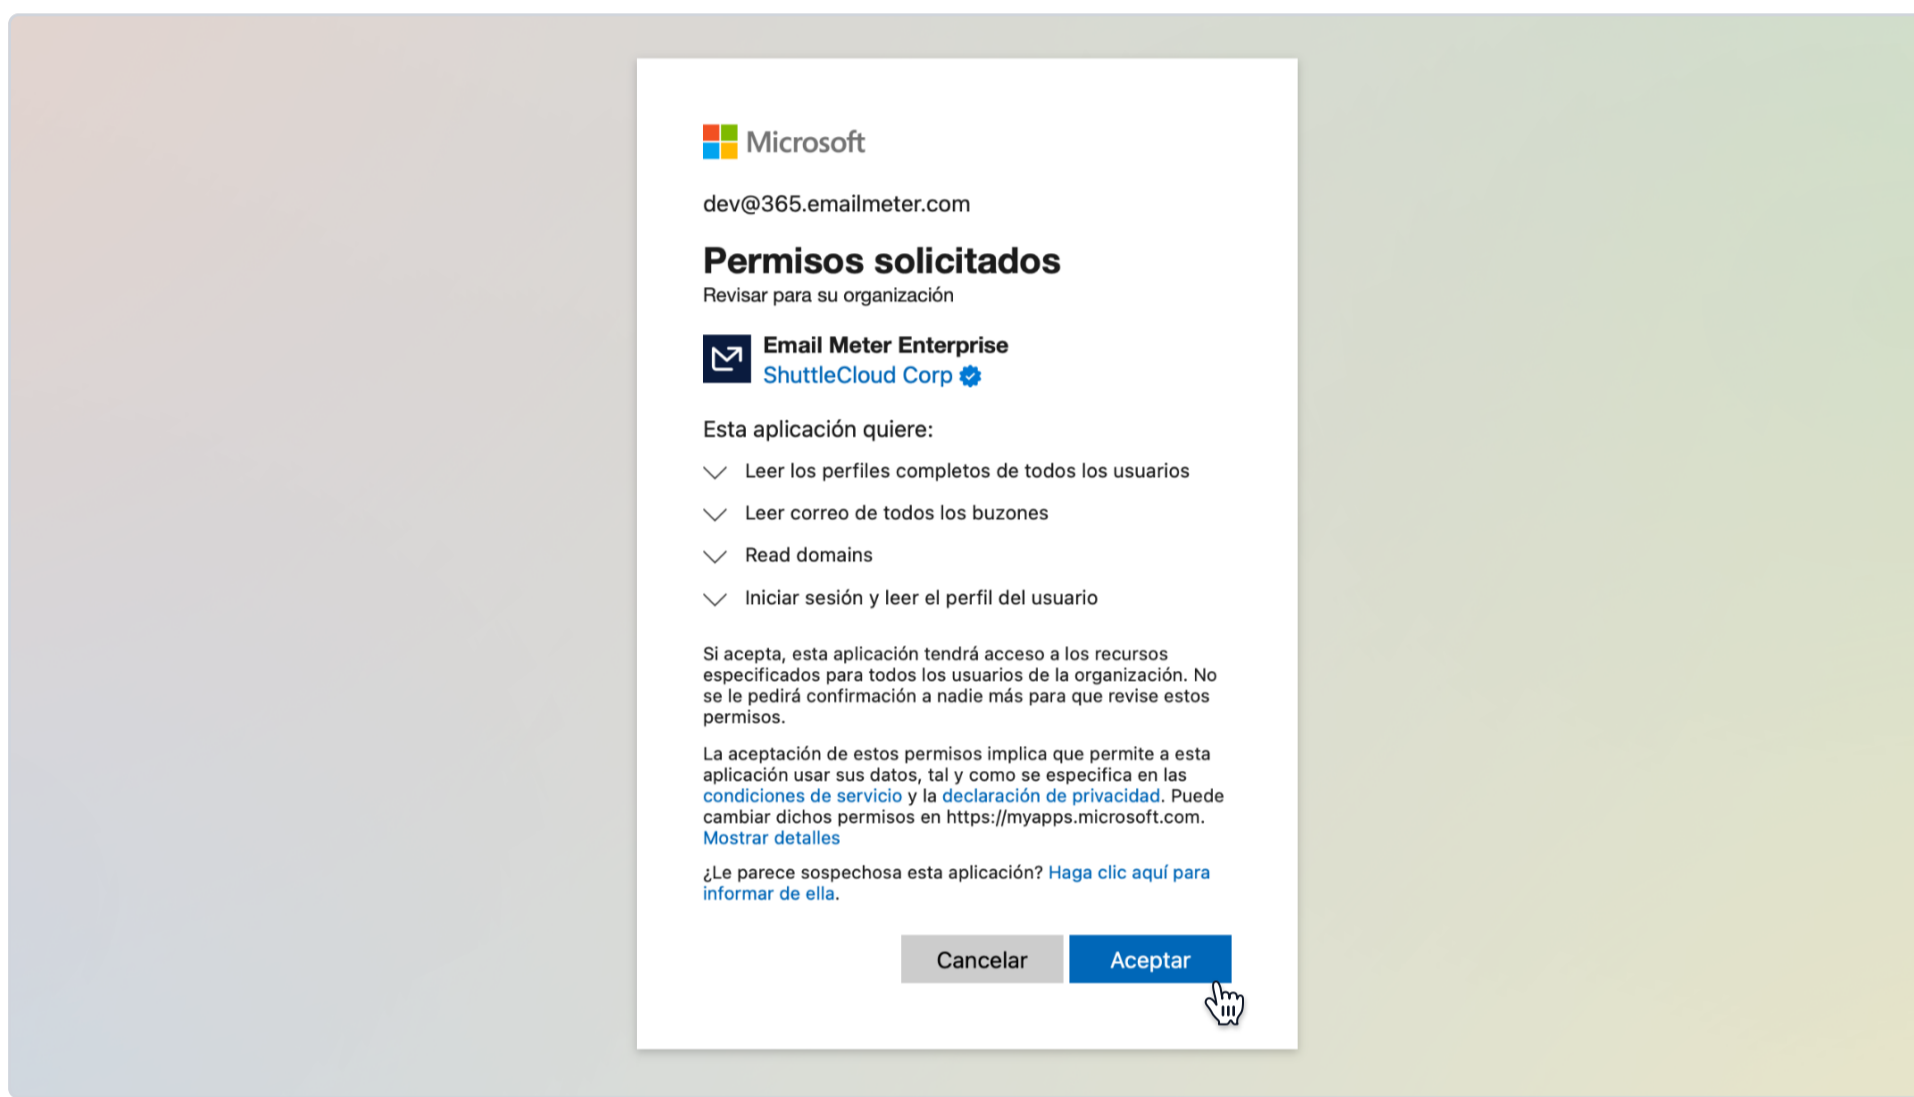 Microsoft
dev@365.emailmeter.com
Permisos solicitados
Revisar para su organización
Email Meter Enterprise
ShuttleCloud Corp
Esta aplicación quiere:
Leer los perfiles completos de todos los usuarios
Leer correo de todos los buzones
Read domains
Iniciar sesión y leer el perfil del usuario
Si acepta, esta aplicación tendrá acceso a los recursos
especificados para todos los usuarios de la organización. No
se le pedirá confirmación a nadie más para que revise estos
permisos.
La aceptación de estos permisos implica que permite a esta
aplicación usar sus datos, tal y como se especifica en las
condiciones de servicio y la declaración de privacidad. Puede
cambiar dichos permisos en https://myapps.microsoft.com.
Mostrar detalles
¿Le parece sospechosa esta aplicación? Haga clic aquí para
informar de ella.
Cancelar Aceptar